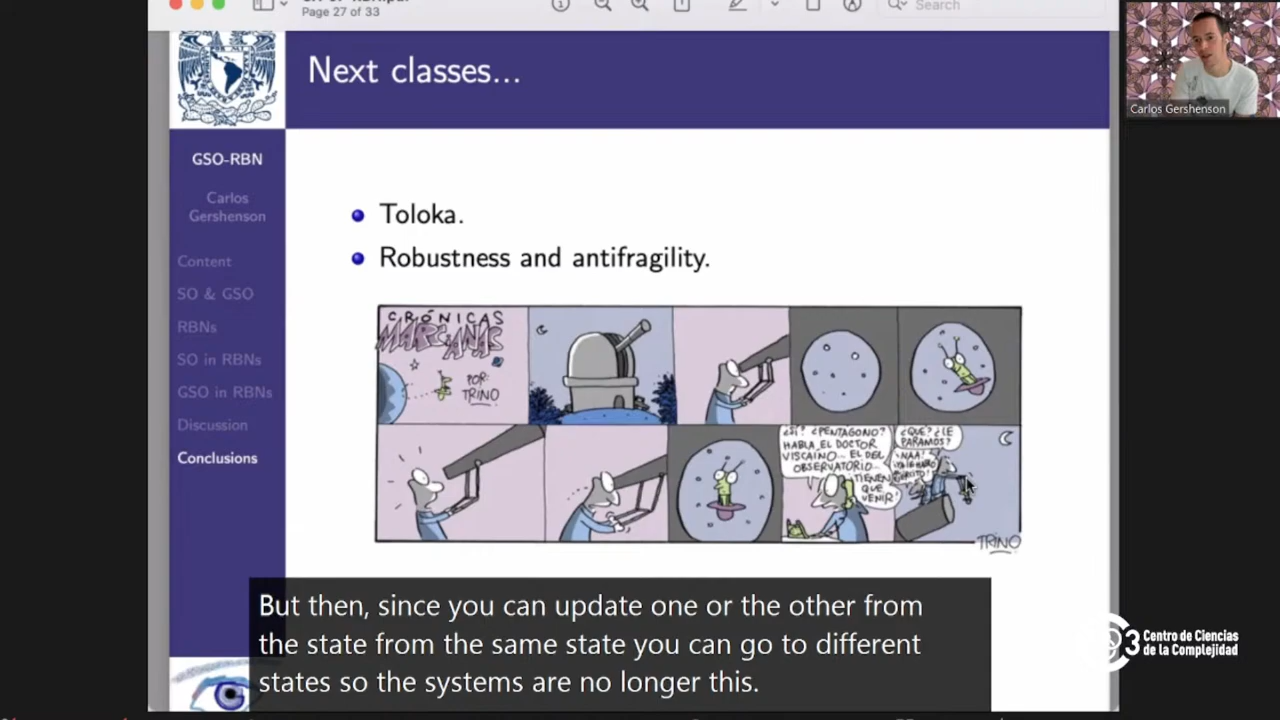 Page 27 of 33
Search
Next classes...
GSO-RBN
Carlos
Gershenson
Content
SO & GSO
RBNs
SO in RBNs
GSO in RBNs
Discussion
Conclusions
Toloka.
Robustness and antifragility.
CRÓNICAS
MARCIANAS
POR:
TRINO
¿SÍ? ¿PENTÁGONO?
HABLA EL DOCTOR
VISCAINO... EL DEL
OBSERVATORIO...
TIENEN
QUE
VENIR!
¿QUÉ? ¿LE
PARAMOS?
¡NAA!
TRINO
But then, since you can update one or the other from
the state from the same state you can go to different
states so the systems are no longer this.
Carlos Gershenson
C3 Centro de Ciencias
de la Complejidad